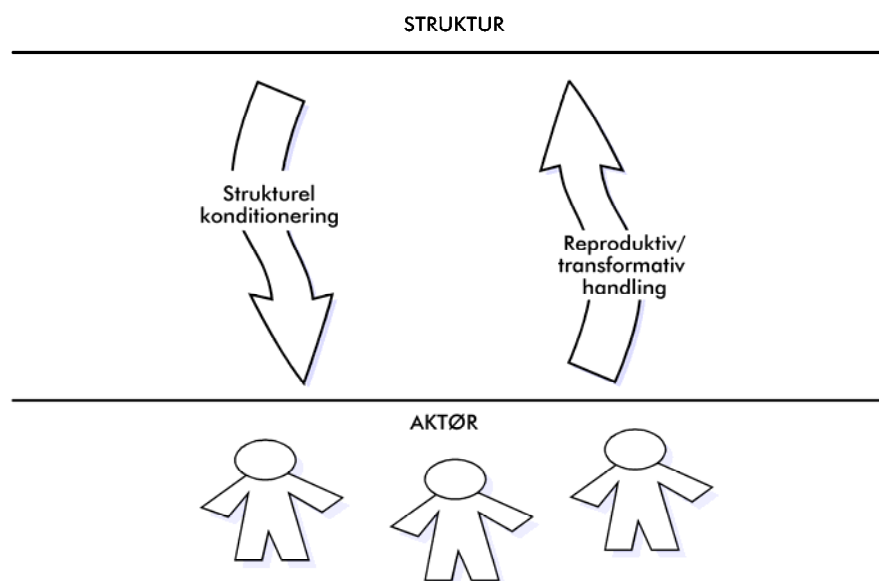 STRUKTUR
Strukturel
konditionering
Reproduktiv/
transformativ
handling
AKTØR